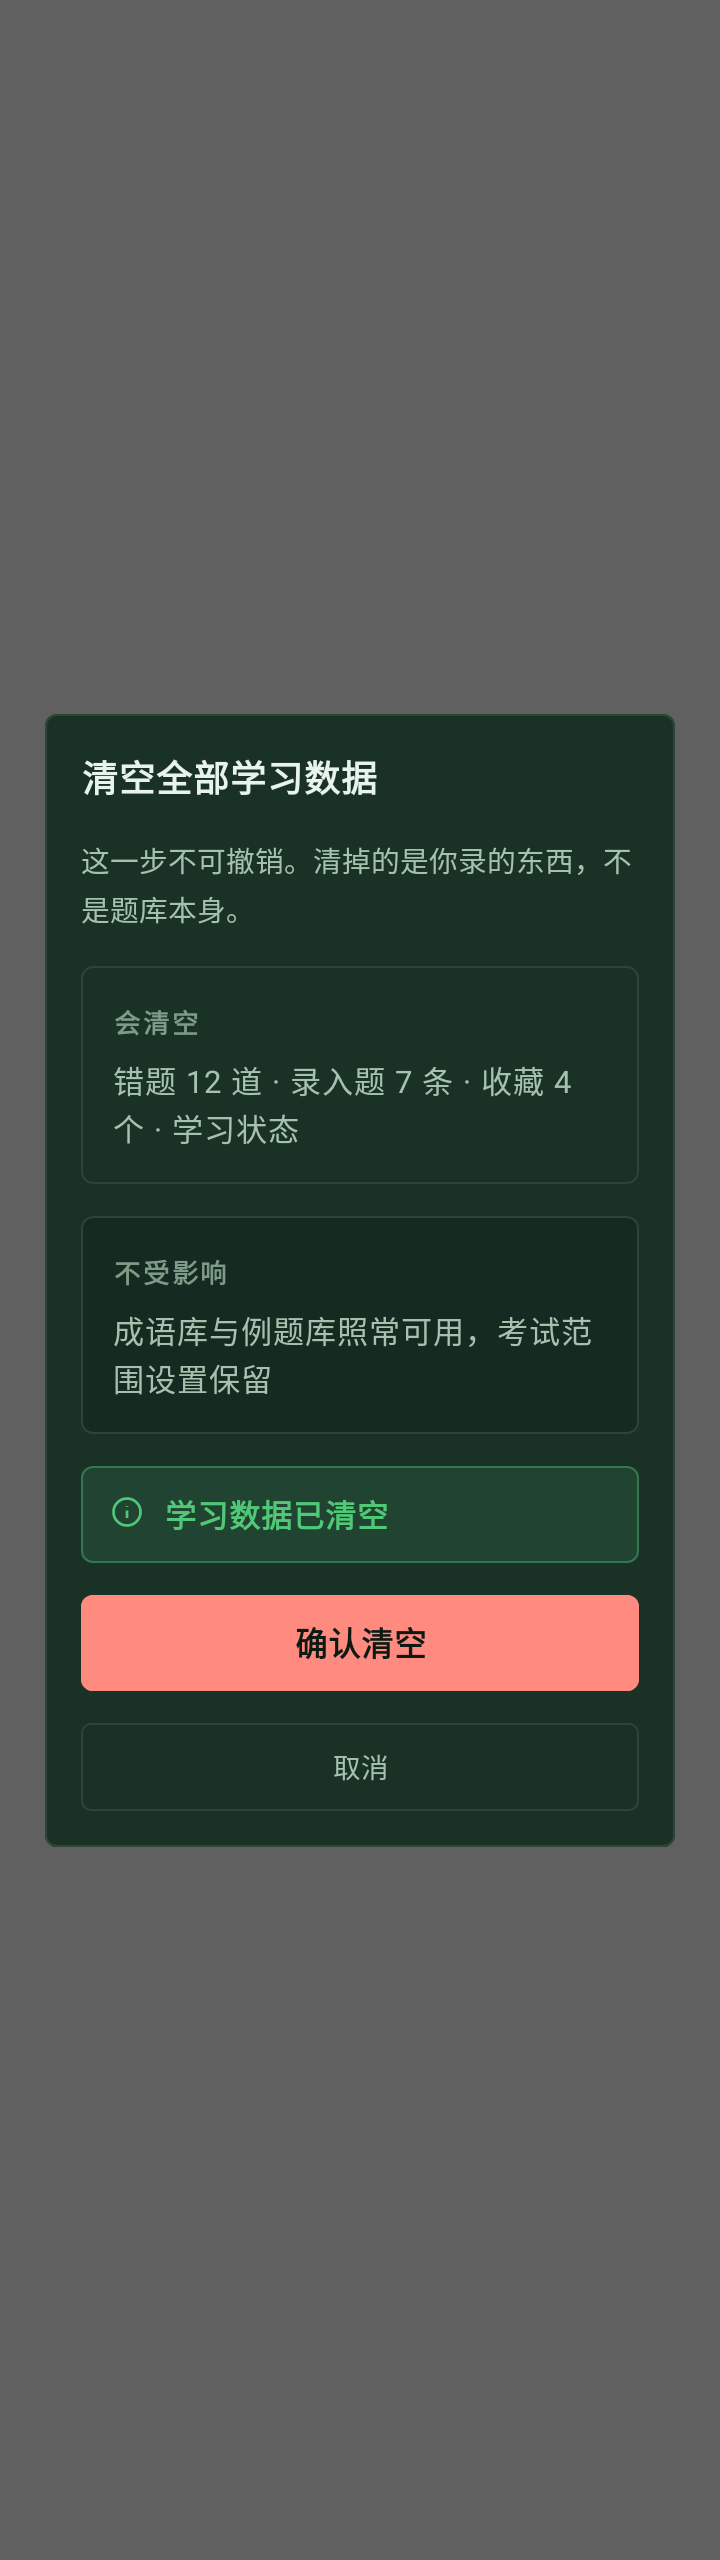 清空全部学习数据
这一步不可撤销。清掉的是你录的东西，不
是题库本身。
会清空
错题 12 道 · 录入题 7 条 · 收藏 4
个 · 学习状态
不受影响
成语库与例题库照常可用，考试范
围设置保留
学习数据已清空
确认清空
取消